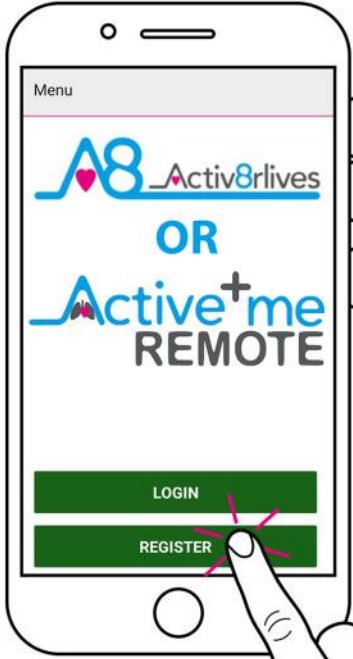 Menu
A8 Activ8rlives
OR
Active+me
REMOTE
LOGIN
REGISTER